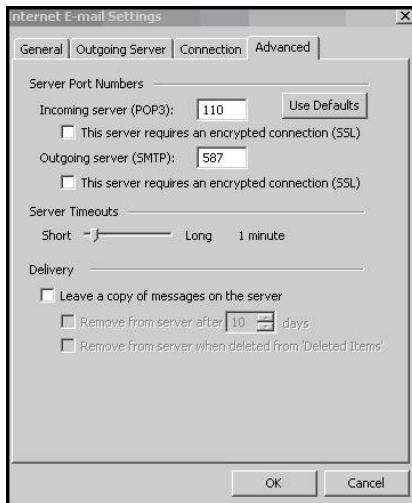 Internet E-mail Settings
General Outgoing Server Connection Advanced
Server Port Numbers
Incoming server (POP3): 110 Use Defaults
This server requires an encrypted connection (SSL)
Outgoing server (SMTP): 587
This server requires an encrypted connection (SSL)
Server Timeouts
Short Long 1 minute
Delivery
Leave a copy of messages on the server
Remove from server after 10 days
Remove from server when deleted from 'Deleted Items'
OK Cancel